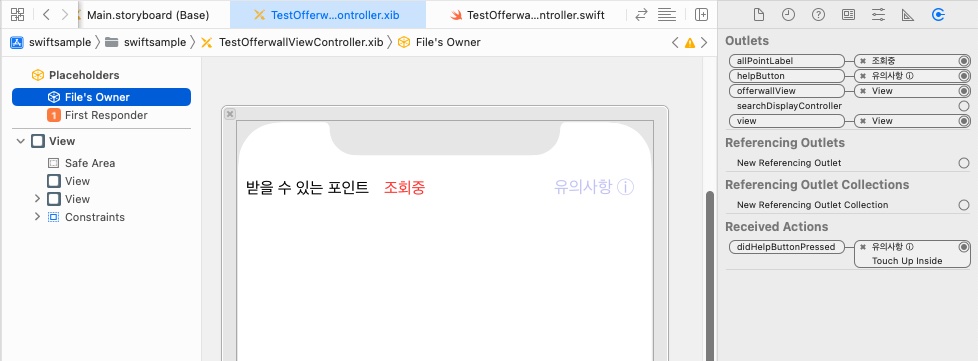 Main.storyboard (Base)
TestOfferw...ontroller.xib
TestOfferwa...ntroller.swift
swiftsample
swiftsample
TestOfferwallViewController.xib
File's Owner
Placeholders
File's Owner
1 First Responder
View
Safe Area
View
View
Constraints
받을 수 있는 포인트 조회중
유의사항 ⓘ
Outlets
allPointLabel 조회중
helpButton 유의사항 ⓘ
offerwallView View
searchDisplayController
view View
Referencing Outlets
New Referencing Outlet
Referencing Outlet Collections
New Referencing Outlet Collection
Received Actions
didHelpButtonPressed 유의사항 ⓘ
Touch Up Inside